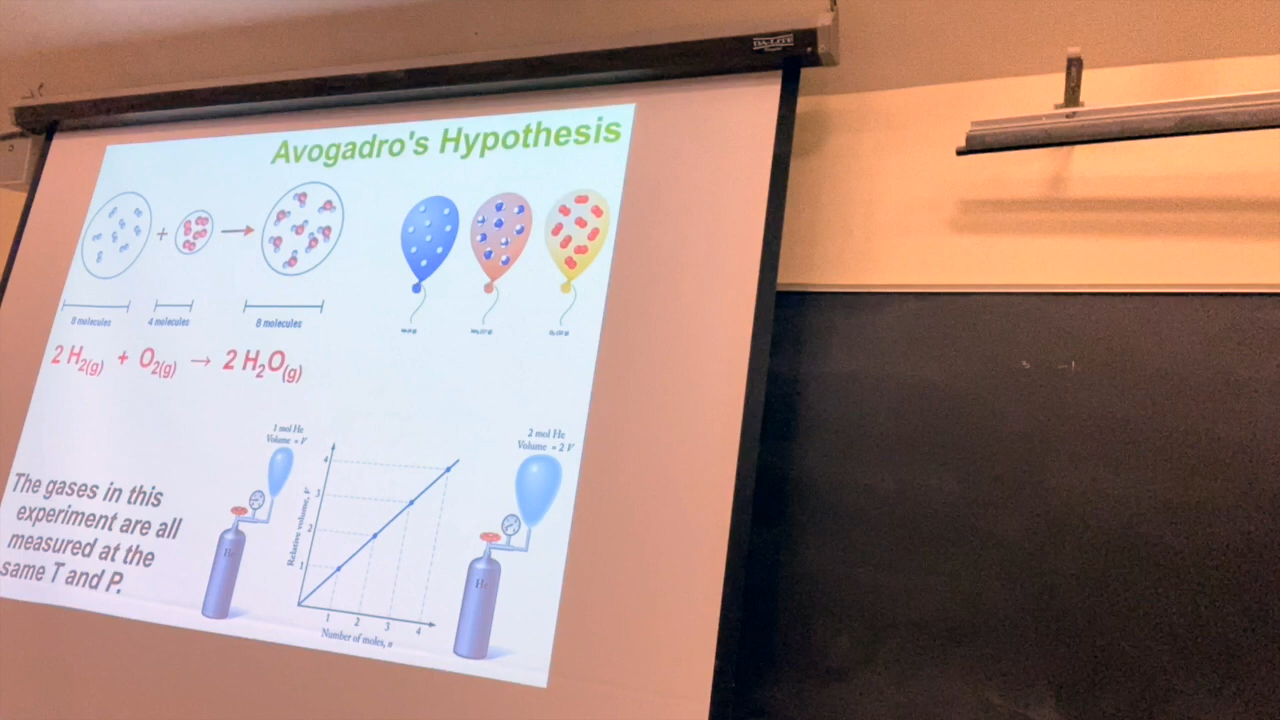 DA-LITE
Avogadro's Hypothesis
+
8 molecules
4 molecules
8 molecules
2 H2(g) + O2(g) → 2 H2O(g)
1 mol He
Volume = V
2 mol He
Volume = 2 V
The gases in this
experiment are all
measured at the
same T and P.
He
He
Relative volume, V
4
3
2
1
1 2 3 4
Number of moles, n